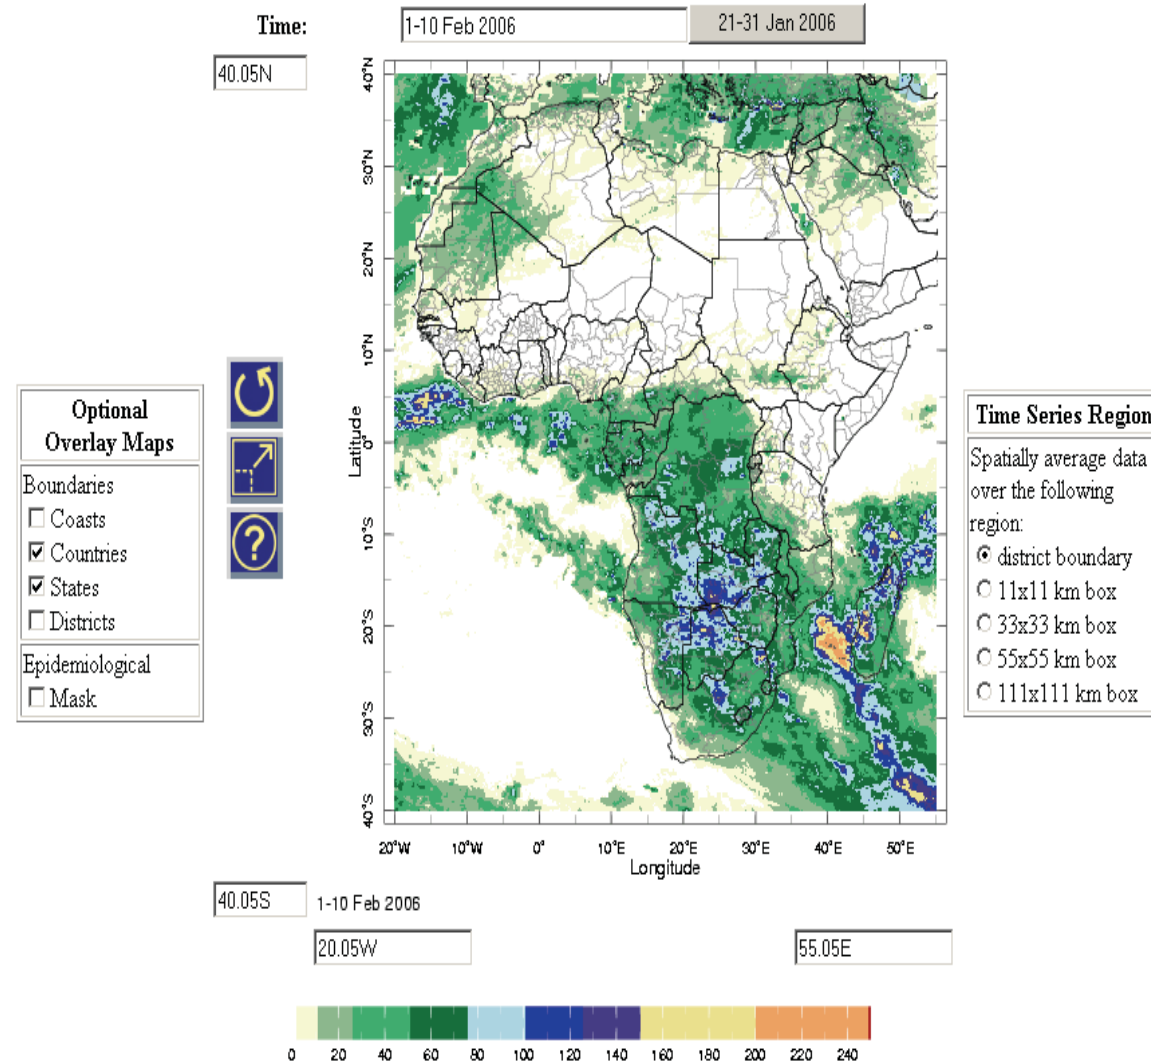 Time:
1-10 Feb 2006
21-31 Jan 2006
40.05N
40°N
30°N
20°N
10°N
0°
10°S
20°S
30°S
40°S
Latitude
20°W 10°W 0° 10°E 20°E 30°E 40°E 50°E
Longitude
Optional
Overlay Maps
Boundaries
Coasts
Countries
States
Districts
Epidemiological
Mask
?
Time Series Region
Spatially average data
over the following
region:
district boundary
11x11 km box
33x33 km box
55x55 km box
111x111 km box
40.05S
1-10 Feb 2006
20.05W
55.05E
0 20 40 60 80 100 120 140 160 180 200 220 240